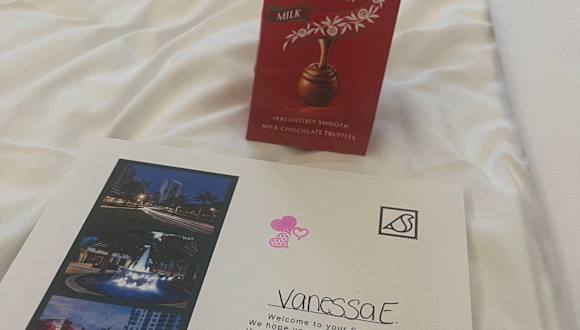 MILK
IRRESISTIBLY SMOOTH
MILK CHOCOLATE TRUFFLES
Vanessa E.
Welcome to your
We hope